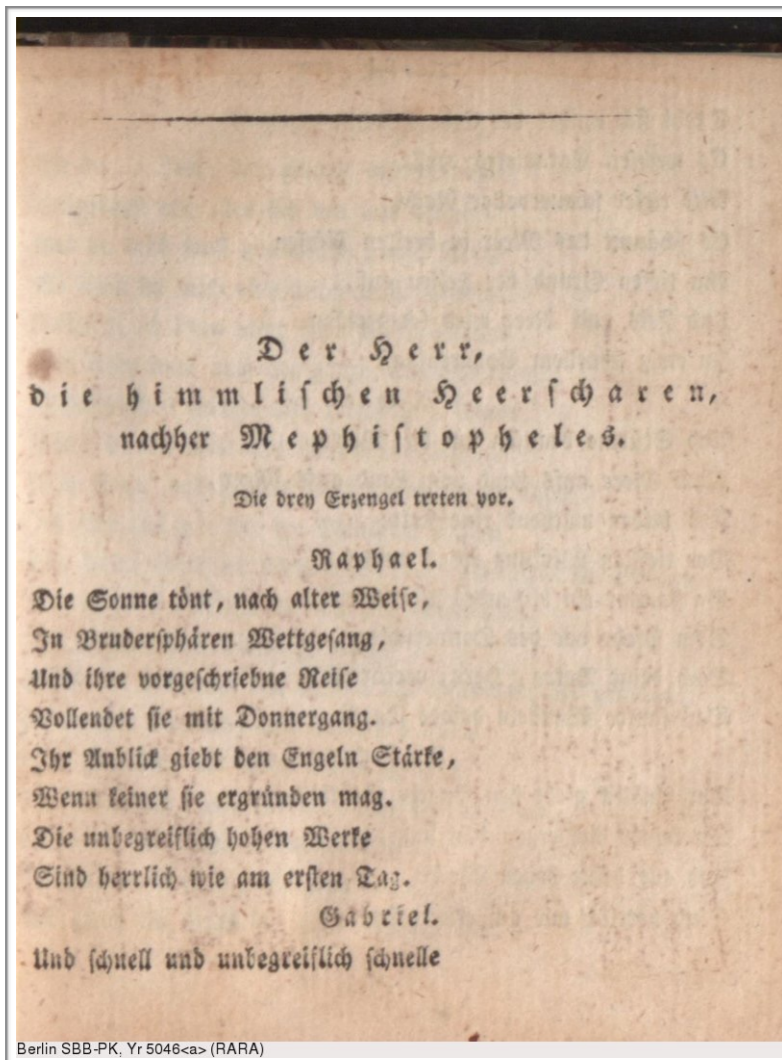 Der Herr,
die himmlischen Heerscharen,
nachher Mephistopheles.
Die drey Erzengel treten vor.
Raphael.
Die Sonne tönt, nach alter Weise,
In Brudersphären Wettgesang,
Und ihre vorgeschriebne Reise
Vollendet sie mit Donnergang.
Ihr Anblick giebt den Engeln Stärke,
Wenn keiner sie ergründen mag.
Die unbegreiflich hohen Werke
Sind herrlich wie am ersten Tag.
Gabriel.
Und schnell und unbegreiflich schnelle
Berlin SBB-PK, Yr 5046<a> (RARA)